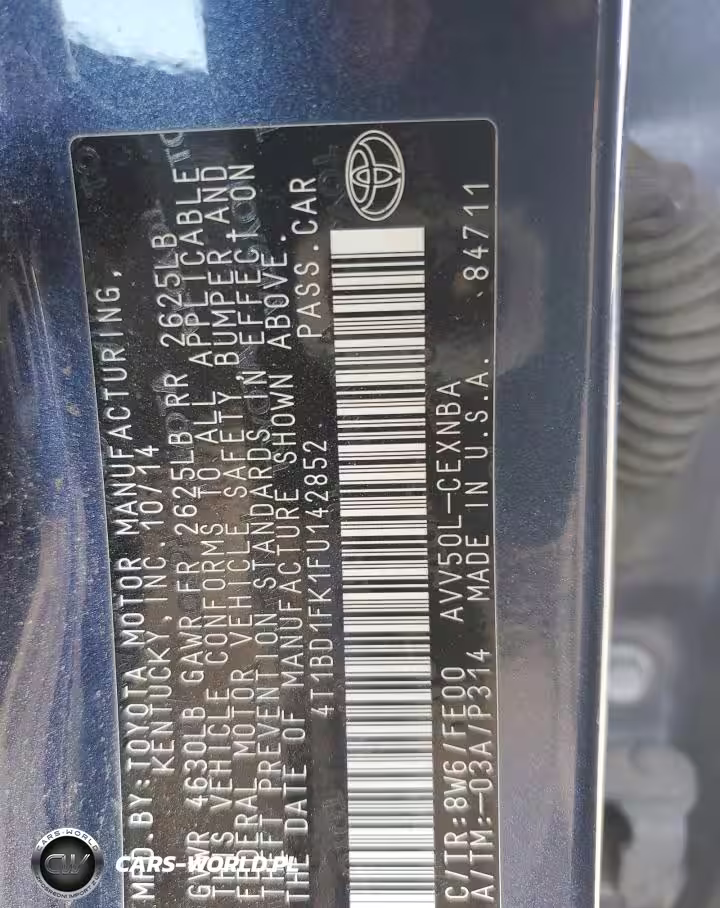 MFD.BY:TOYOTA MOTOR MANUFACTURING,
KENTUCKY, INC. 10/14
GVWR 4630LB GAWR FR 2625LB RR 2625LB
THIS VEHICLE CONFORMS TO ALL APPLICABLE
FEDERAL MOTOR VEHICLE SAFETY, BUMPER, AND
THEFT PREVENTION STANDARDS IN EFFECT ON
THE DATE OF MANUFACTURE SHOWN ABOVE.
4T1BD1FK1FU142852 PASS.CAR
C/TR:8W6/FE00 AVV50L-CEXNBA
A/TM:-03A/P314 MADE IN U.S.A. 84711
CARS-WORLD
CW
CARS-WORLD.PL